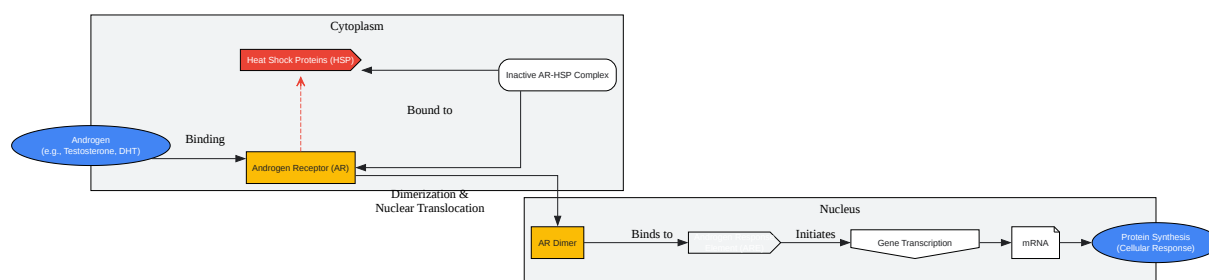 Cytoplasm
Heat Shock Proteins (HSP)
Inactive AR-HSP Complex
Bound to
Androgen
(e.g., Testosterone, DHT)
Binding
Androgen Receptor (AR)
Dimerization &
Nuclear Translocation
Nucleus
AR Dimer
Binds to
Initiates
Gene Transcription
mRNA
Protein Synthesis
(Cellular Response)